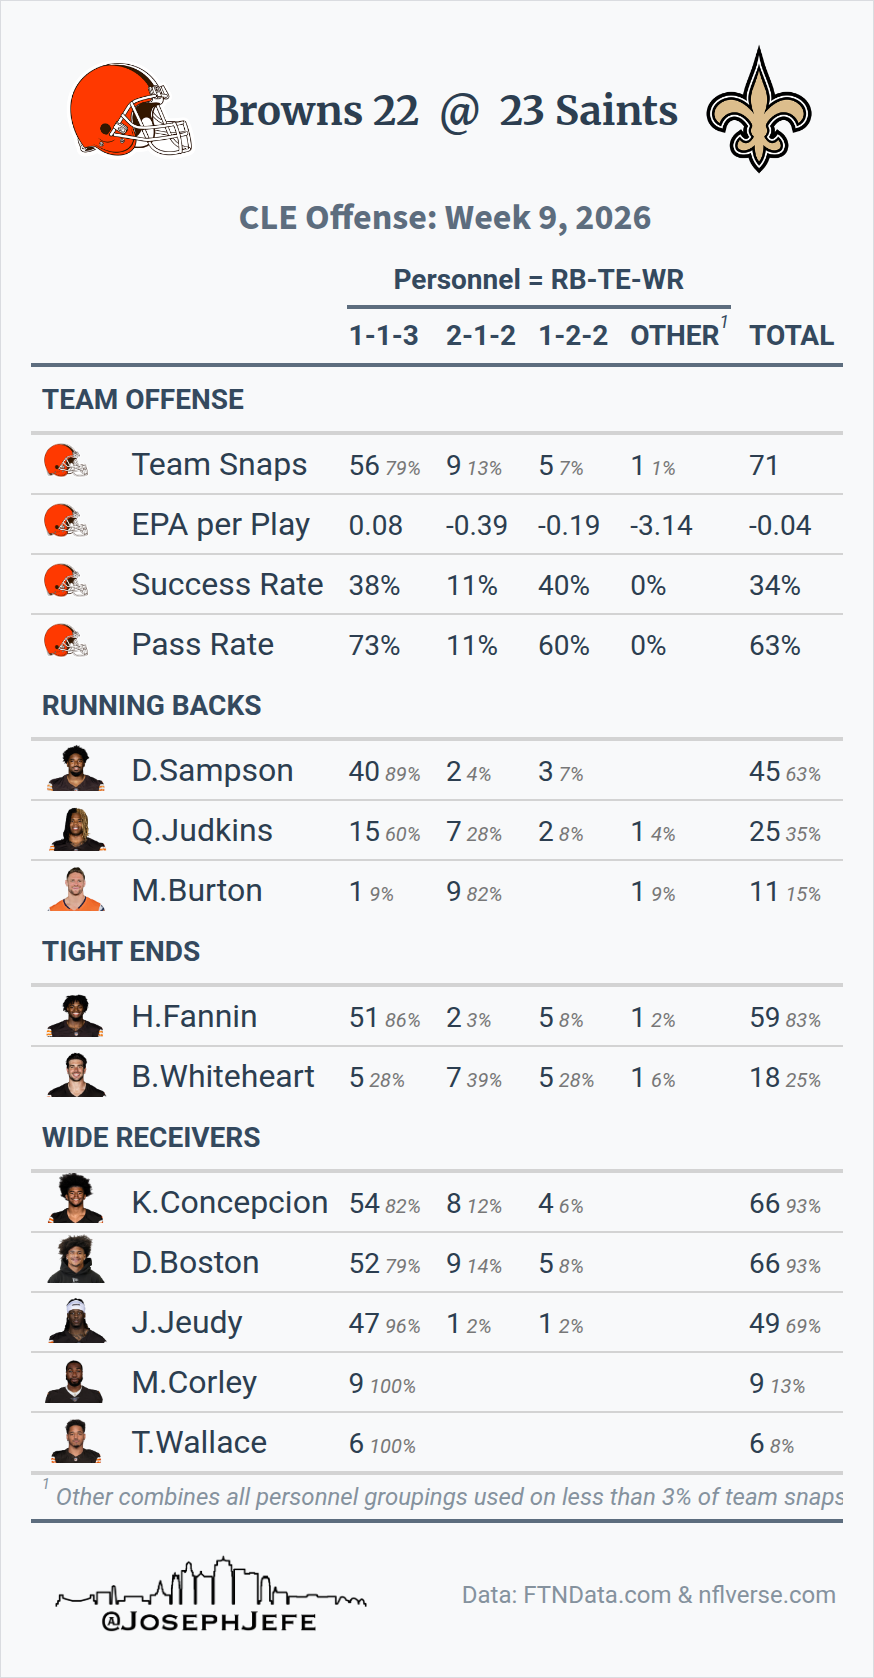 Browns 22 @ 23 Saints
CLE Offense: Week 9, 2026
Personnel = RB-TE-WR
1-1-3 2-1-2 1-2-2 OTHER1 TOTAL
TEAM OFFENSE
Team Snaps 56 79% 9 13% 5 7% 1 1% 71
EPA per Play 0.08 -0.39 -0.19 -3.14 -0.04
Success Rate 38% 11% 40% 0% 34%
Pass Rate 73% 11% 60% 0% 63%
RUNNING BACKS
D.Sampson 40 89% 2 4% 3 7% 45 63%
Q.Judkins 15 60% 7 28% 2 8% 1 4% 25 35%
M.Burton 1 9% 9 82% 1 9% 11 15%
TIGHT ENDS
H.Fannin 51 86% 2 3% 5 8% 1 2% 59 83%
B.Whiteheart 5 28% 7 39% 5 28% 1 6% 18 25%
WIDE RECEIVERS
K.Concepcion 54 82% 8 12% 4 6% 66 93%
D.Boston 52 79% 9 14% 5 8% 66 93%
J.Jeudy 47 96% 1 2% 1 2% 49 69%
M.Corley 9 100% 9 13%
T.Wallace 6 100% 6 8%
1 Other combines all personnel groupings used on less than 3% of team snaps
@JOSEPHJEFE
Data: FTNData.com & nflverse.com